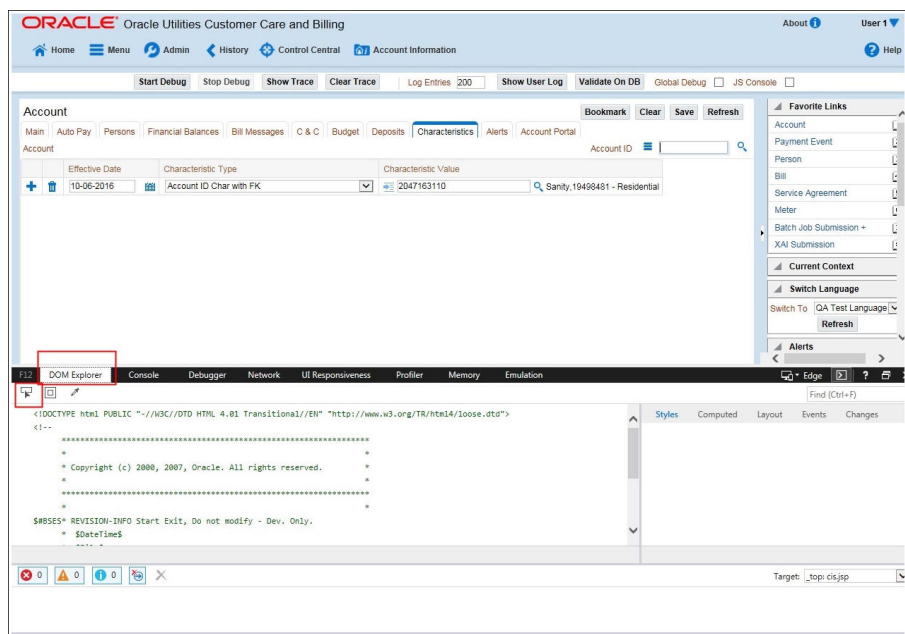 ORACLE® Oracle Utilities Customer Care and Billing
About User 1
Home Menu Admin History Control Central Account Information Help
Start Debug Stop Debug Show Trace Clear Trace Log Entries 200 Show User Log Validate On DB Global Debug JS Console
Account Bookmark Clear Save Refresh
Main Auto Pay Persons Financial Balances Bill Messages C & C Budget Deposits Characteristics Alerts Account Portal
Account Account ID
Effective Date Characteristic Type Characteristic Value
10-06-2016 Account ID Char with FK 2047163110 Sanity,19498481 - Residential
Favorite Links
Account
Payment Event
Person
Bill
Service Agreement
Meter
Batch Job Submission +
XAI Submission
Current Context
Switch Language
Switch To QA Test Language
Refresh
Alerts
F12 DOM Explorer Console Debugger Network UI Responsiveness Profiler Memory Emulation Edge ?
Find (Ctrl+F)
<!DOCTYPE html PUBLIC "-//W3C//DTD HTML 4.01 Transitional//EN" "http://www.w3.org/TR/html4/loose.dtd">
<!--
*******************************************************************
* *
* Copyright (c) 2000, 2007, Oracle. All rights reserved. *
* *
*******************************************************************
* *
$#BSES* REVISION-INFO Start Exit, Do not modify - Dev. Only.
* $DateTime$
Styles Computed Layout Events Changes
0 0 0
Target: _top: cis.jsp